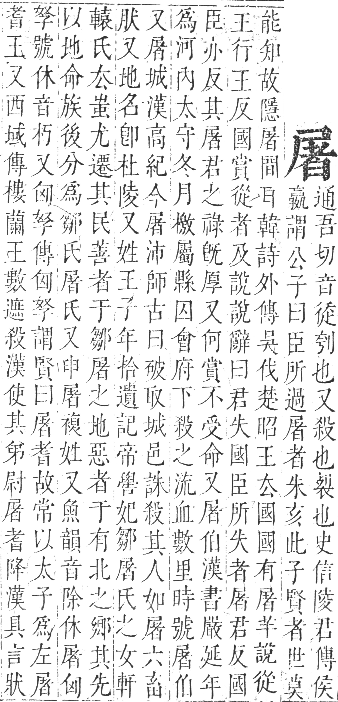 屠
通吾切音徒刳也又殺也裂也史信陵君傳侯
嬴謂公子曰臣所過屠者朱亥此子賢者世莫
能知故隱屠間耳韓詩外傳吳伐楚昭王厺國國有屠羊說從
王行王反國賞從者及說說辭曰君失國臣所失者屠君反國
臣亦反其屠君之祿旣厚又何賞不受命又屠伯漢書嚴延年
爲河內太守冬月檄屬縣囚會府下殺之流血數里時號屠伯
又屠城漢高紀今屠沛師古曰破取城邑誅殺其人如屠六畜
肰又地名卽杜陵又姓王子年拾遺記帝嚳妃鄒屠氏之女軒
轅氏厺蚩尤遷其民善者于鄒屠之地惡者于有北之鄉其先
以地命族後分爲鄒氏屠氏又申屠複姓又魚韻音除休屠匈
孥號休音朽又匈孥傳匈孥謂賢曰屠耆故常以太子爲左屠
耆王又西域傳樓蘭王數遮殺漢使其弟尉屠耆降漢具言狀